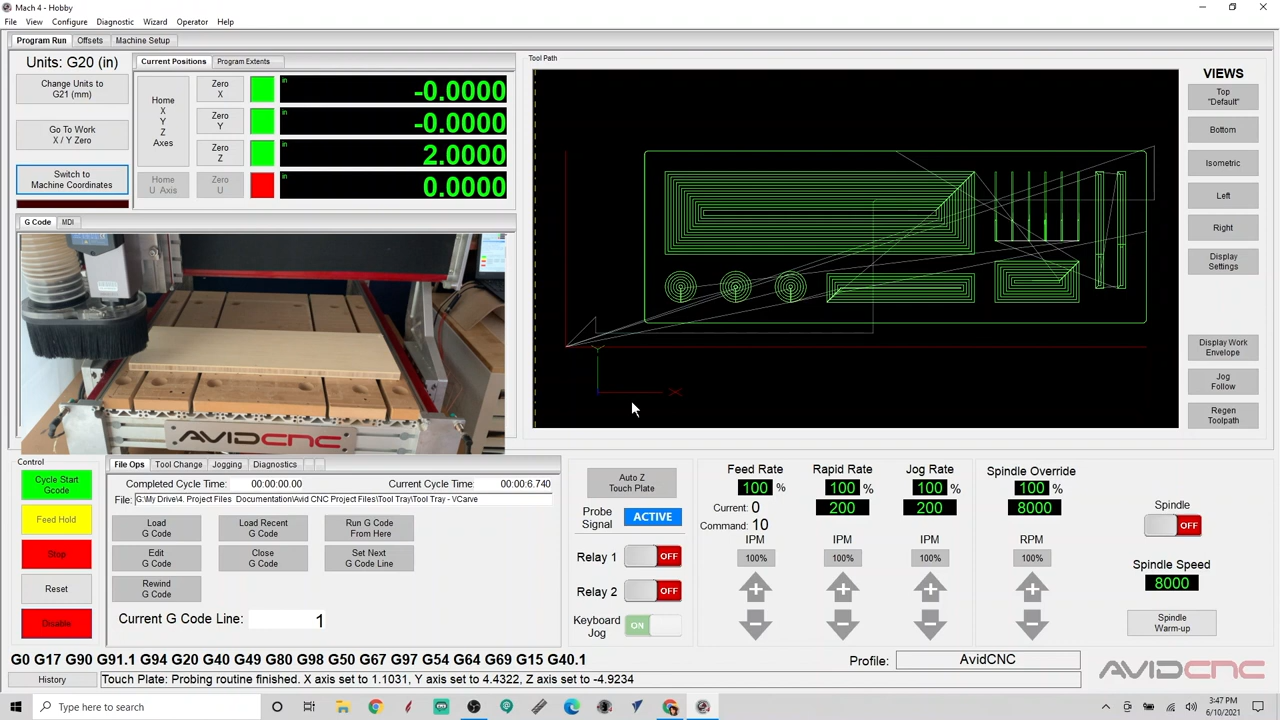 Mach 4 - Hobby
File View Configure Diagnostic Wizard Operator Help
Program Run Offsets Machine Setup
Units: G20 (in)
Change Units to
G21 (mm)
Go To Work
X / Y Zero
Switch to
Machine Coordinates
Current Positions Program Extents
Home
X
Y
Z
Axes
Zero
X
in
-0.0000
Zero
Y
in
-0.0000
Zero
Z
in
2.0000
Home
U Axis
Zero
U
in
0.0000
G Code MDI
AVIDCNC
Tool Path
VIEWS
Top
"Default"
Bottom
Isometric
Left
Right
Display
Settings
Display Work
Envelope
Jog
Follow
Regen
Toolpath
Control
Cycle Start
Gcode
Feed Hold
Stop
Reset
Disable
File Ops Tool Change Jogging Diagnostics
Completed Cycle Time: 00:00:00.00 Current Cycle Time: 00:00:6.740
File: G:\My Drive\4. Project Files Documentation\Avid CNC Project Files\Tool Tray\Tool Tray - VCarve
Load
G Code
Load Recent
G Code
Run G Code
From Here
Edit
G Code
Close
G Code
Set Next
G Code Line
Rewind
G Code
Current G Code Line: 1
Auto Z
Touch Plate
Probe
Signal
ACTIVE
Relay 1 OFF
Relay 2 OFF
Keyboard
Jog
ON
Feed Rate
100 %
Current: 0
Command: 10
IPM
100%
Rapid Rate
100 %
200
IPM
100%
Jog Rate
100 %
200
IPM
100%
Spindle Override
100 %
8000
RPM
100%
Spindle
OFF
Spindle Speed
8000
Spindle
Warm-up
G0 G17 G90 G91.1 G94 G20 G40 G49 G80 G98 G50 G67 G97 G54 G64 G69 G15 G40.1
Profile: AvidCNC
AVIDCNC
History
Touch Plate: Probing routine finished. X axis set to 1.1031, Y axis set to 4.4322, Z axis set to -4.9234
Type here to search
3:47 PM
6/10/2021